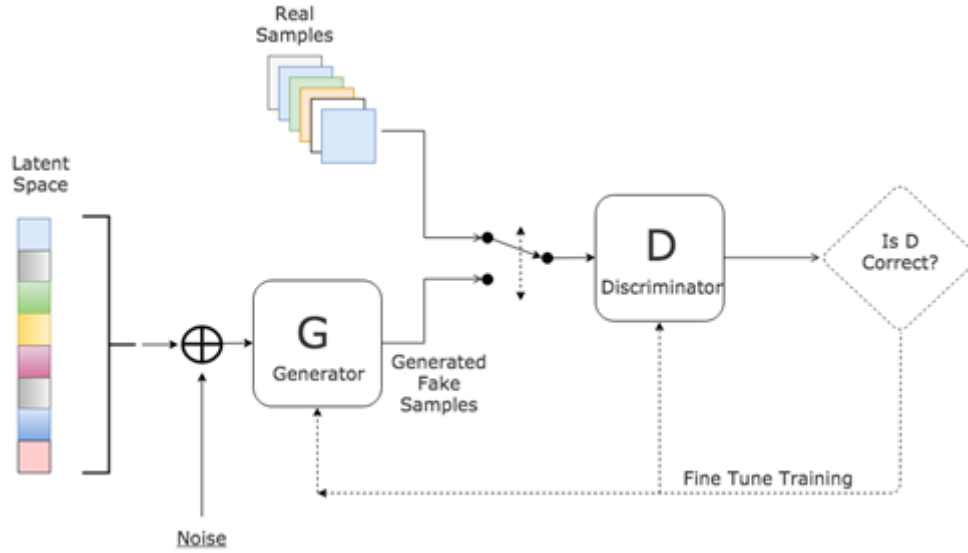 Real
Samples
Latent
Space
D
Discriminator
Is D
Correct?
G
Generator
Generated
Fake
Samples
Fine Tune Training
Noise